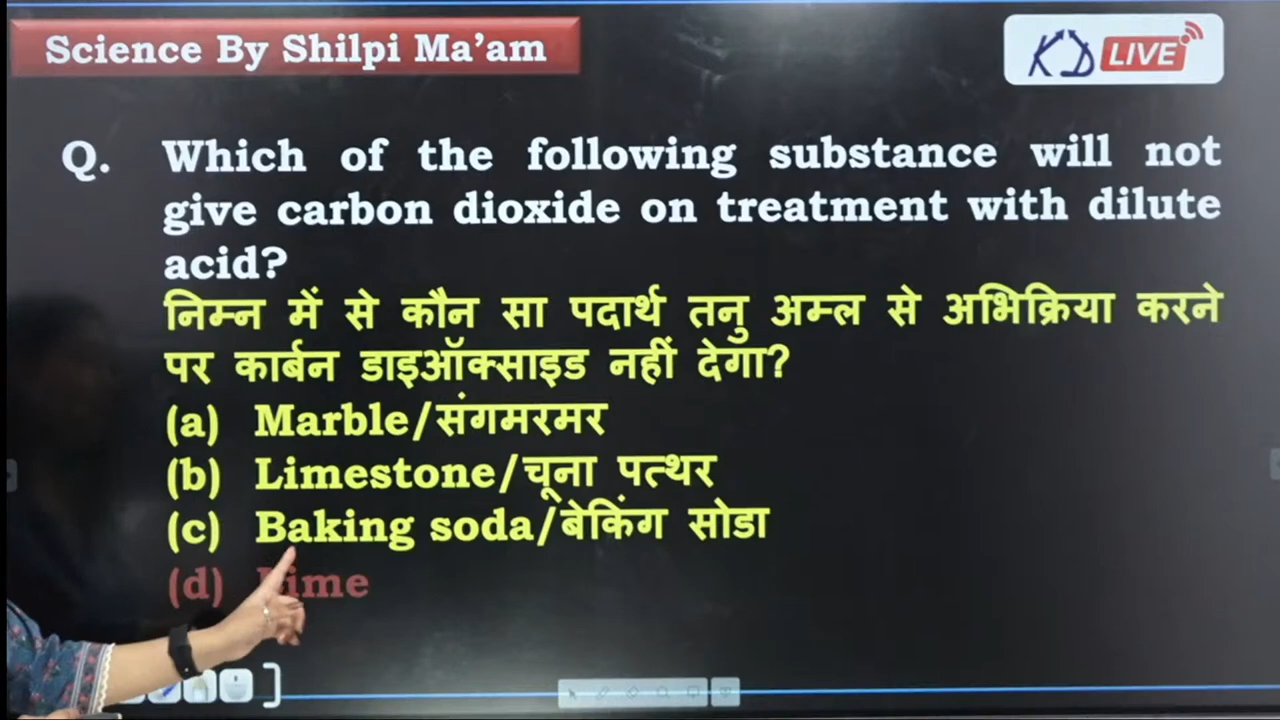 Science By Shilpi Ma’am
KD LIVE
Q. Which of the following substance will not
give carbon dioxide on treatment with dilute
acid?
निम्न में से कौन सा पदार्थ तनु अम्ल से अभिक्रिया करने
पर कार्बन डाइऑक्साइड नहीं देगा?
(a) Marble/संगमरमर
(b) Limestone/चूना पत्थर
(c) Baking soda/बेकिंग सोडा
(d) Lime